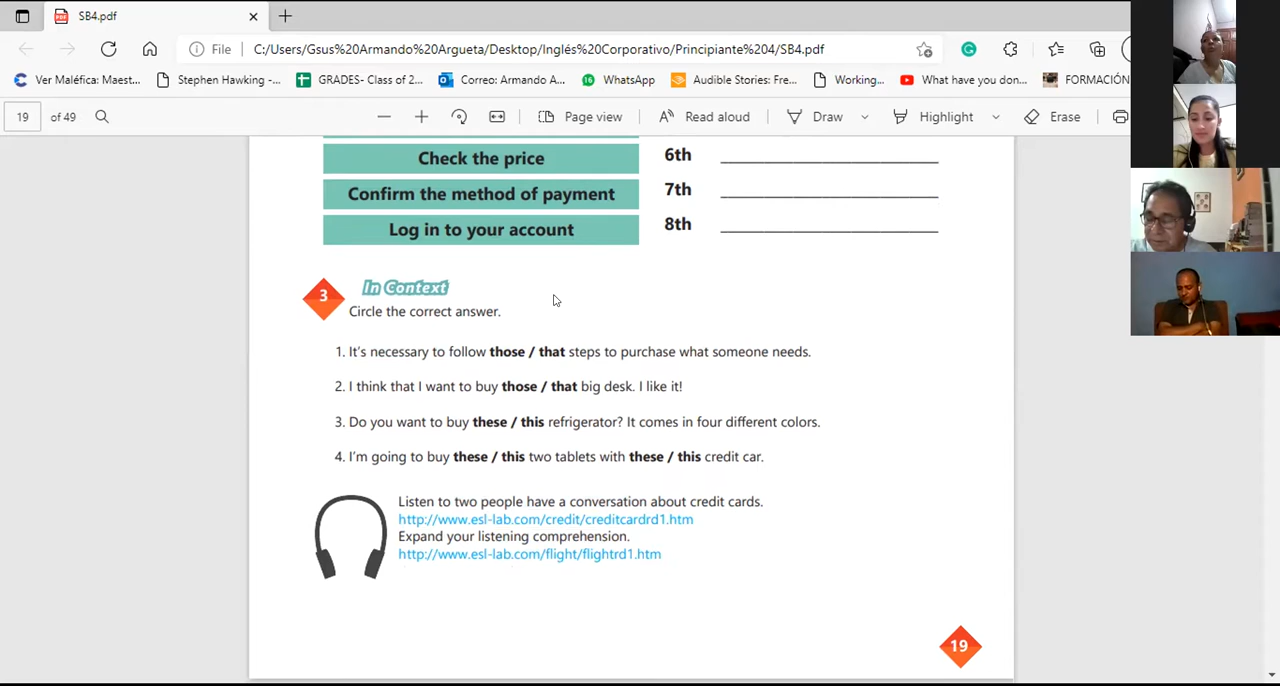 SB4.pdf
File
C:/Users/Gsus%20Armando%20Argueta/Desktop/Inglés%20Corporativo/Principiante%204/SB4.pdf
Ver Maléfica: Maest...
Stephen Hawking -...
GRADES- Class of 2...
Correo: Armando A...
16 WhatsApp
Audible Stories: Fre...
Working...
What have you don...
FORMACIÓN
19 of 49
Page view
Read aloud
Draw
Highlight
Erase
Check the price
6th
Confirm the method of payment
7th
Log in to your account
8th
3
In Context
Circle the correct answer.
1. It's necessary to follow those / that steps to purchase what someone needs.
2. I think that I want to buy those / that big desk. I like it!
3. Do you want to buy these / this refrigerator? It comes in four different colors.
4. I'm going to buy these / this two tablets with these / this credit car.
Listen to two people have a conversation about credit cards.
http://www.esl-lab.com/credit/creditcardrd1.htm
Expand your listening comprehension.
http://www.esl-lab.com/flight/flightrd1.htm
19